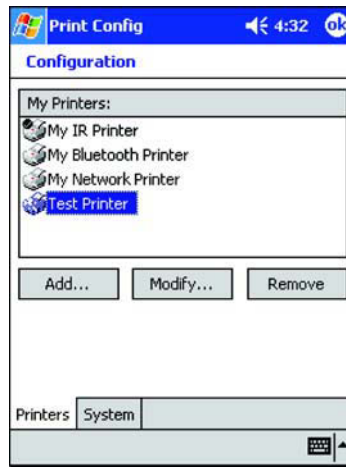 Print Config 4:32 ok
Configuration
My Printers:
My IR Printer
My Bluetooth Printer
My Network Printer
Test Printer
Add... Modify... Remove
Printers System